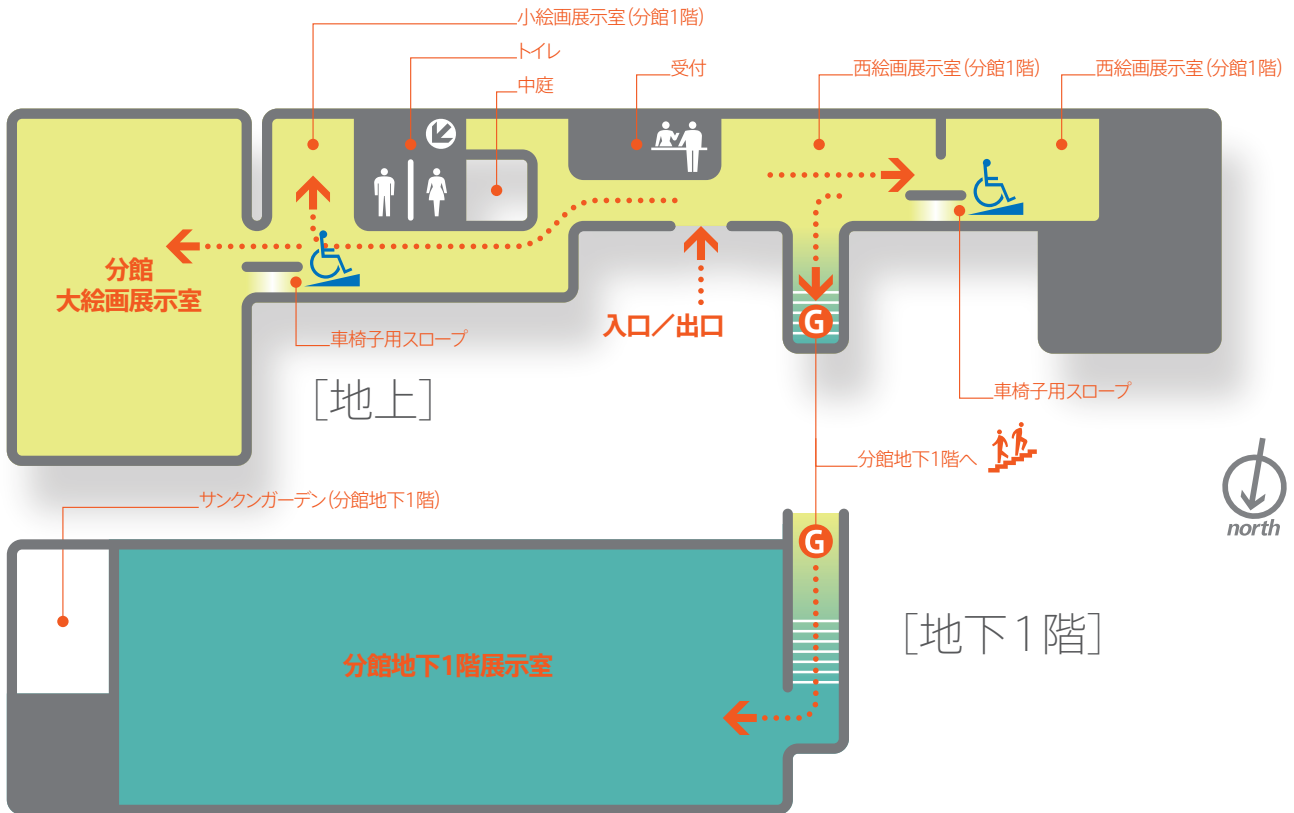 小絵画展示室(分館1階)
トイレ
中庭
受付
西絵画展示室(分館1階)
西絵画展示室(分館1階)
分館
大絵画展示室
入口／出口
G
車椅子用スロープ
車椅子用スロープ
[地上]
分館地下1階へ
サンクンガーデン(分館地下1階)
north
G
[地下1階]
分館地下1階展示室